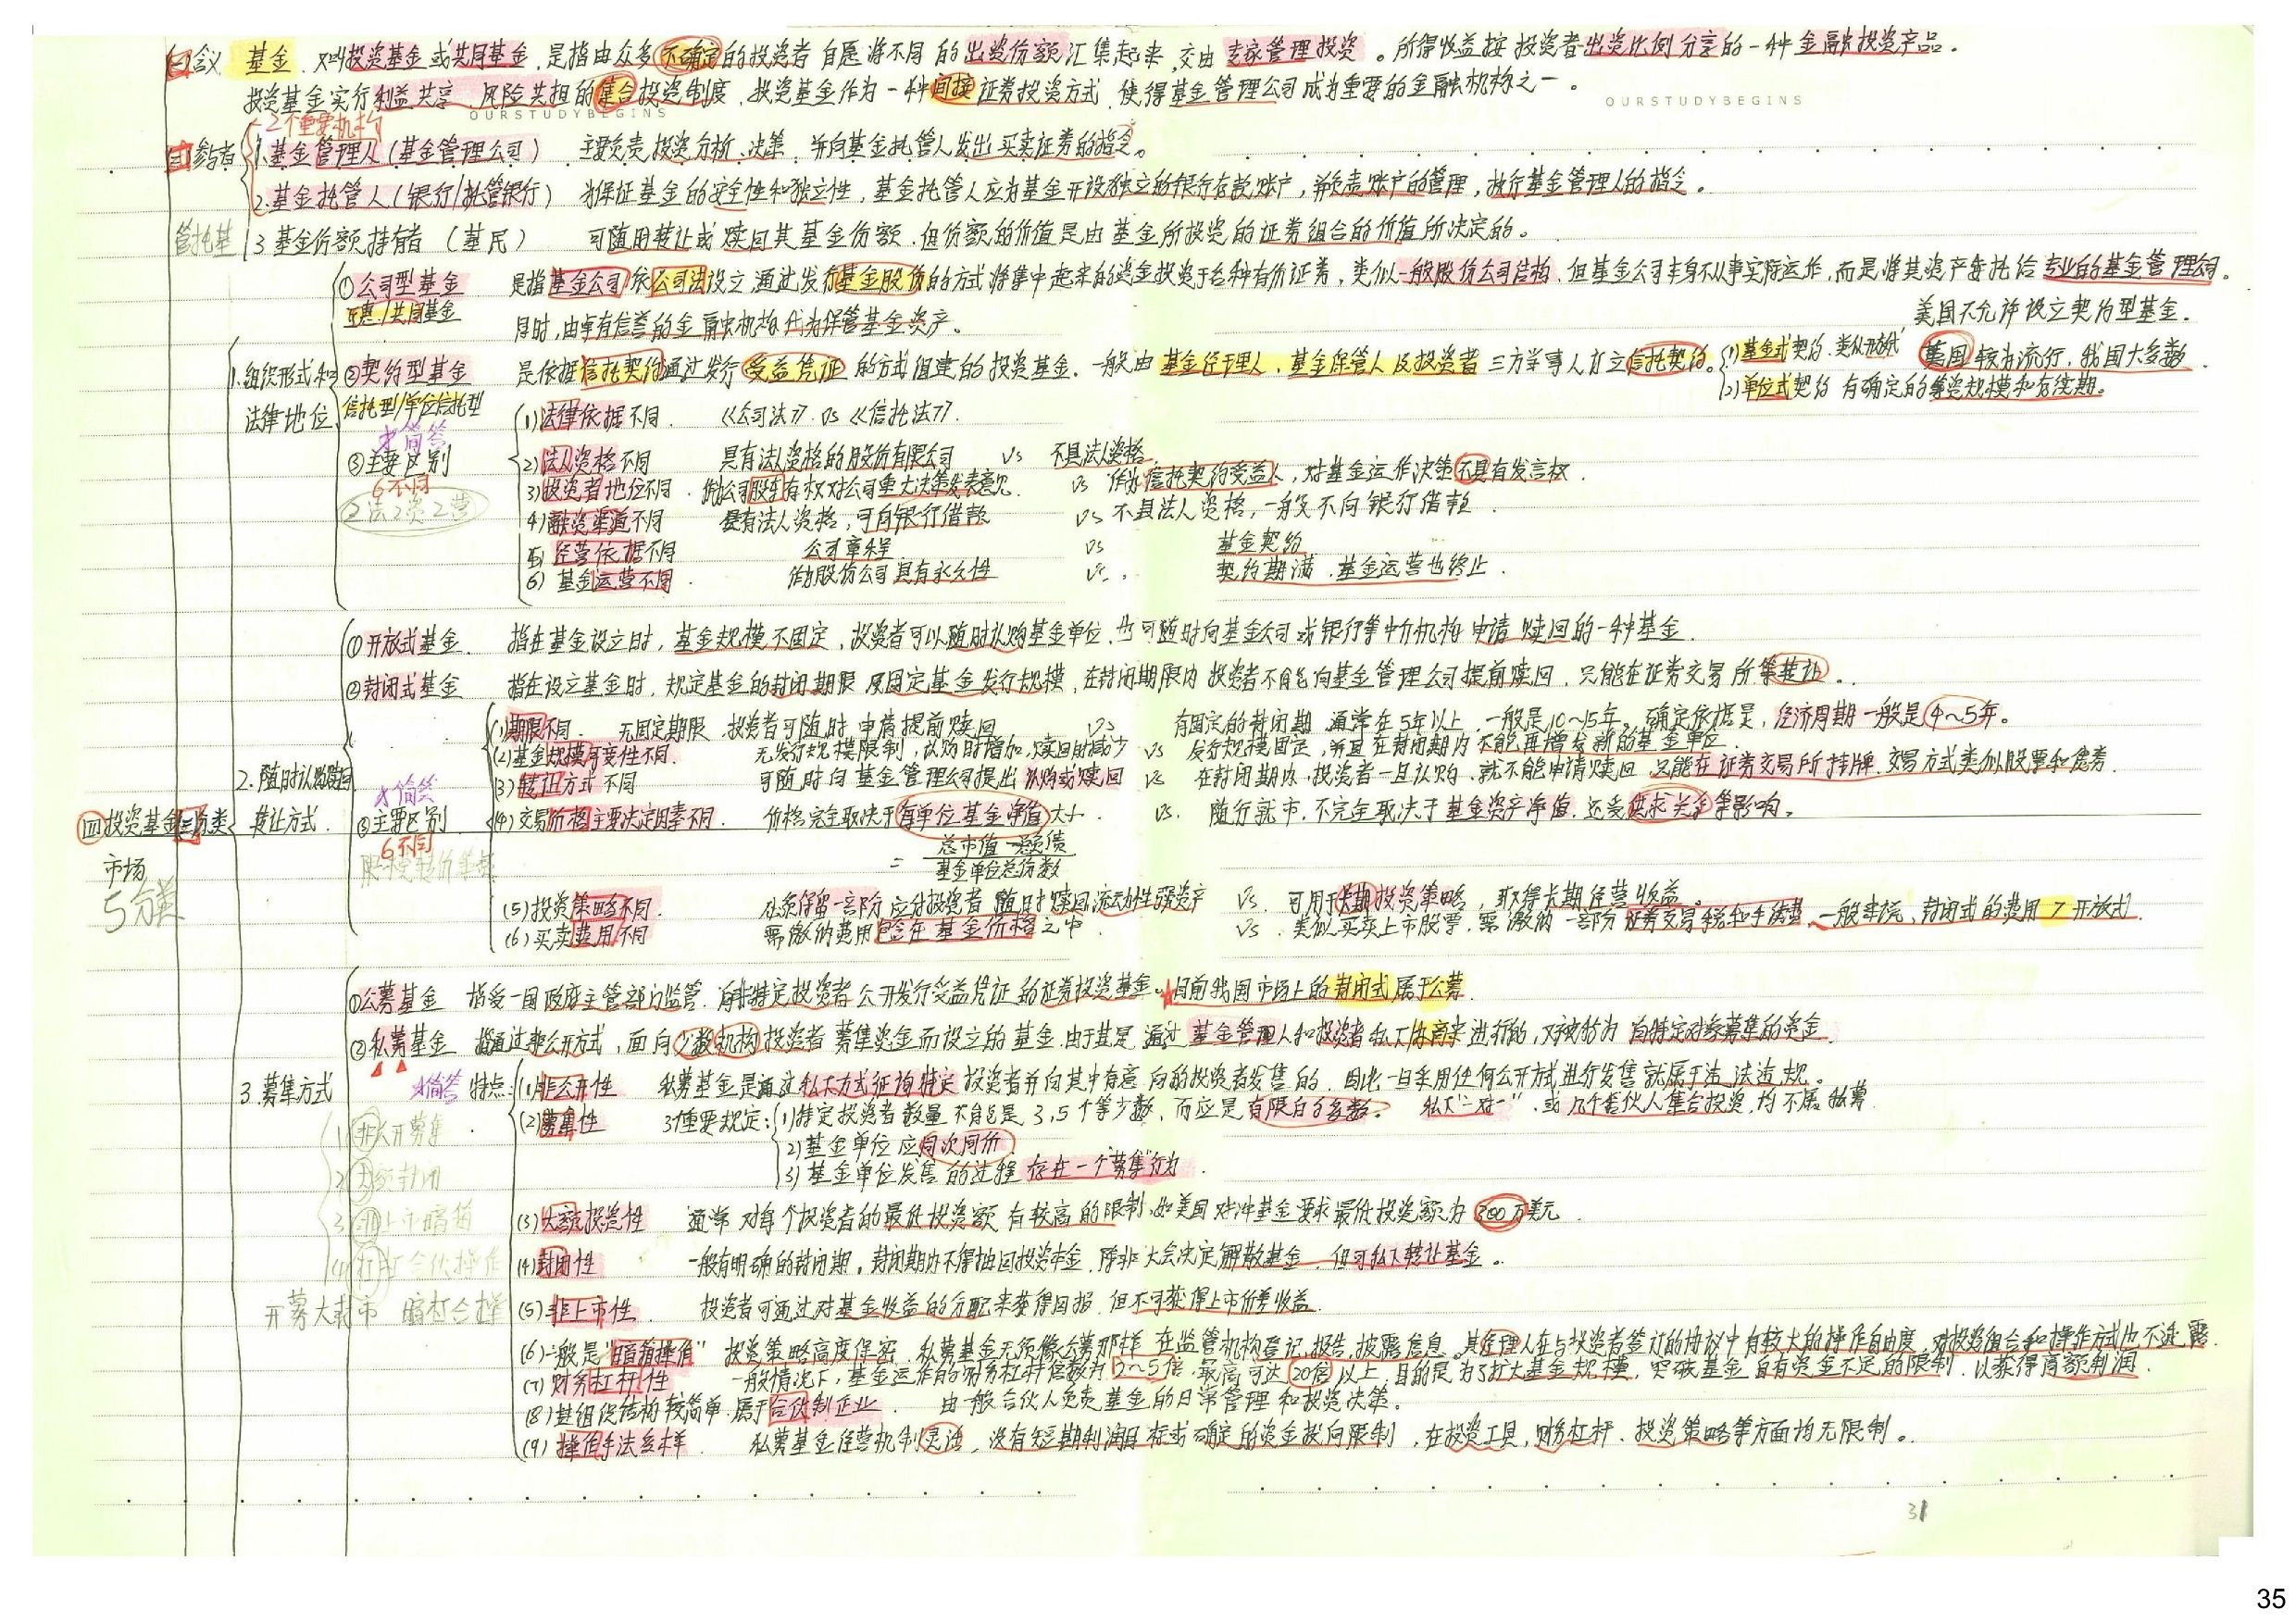 (一)含义 基金.又叫投资基金或共同基金,是指由众多不确定的投资者自愿将不同的出资份额汇集起来,交由专家管理投资。所得收益按投资者出资比例分享的一种金融投资产品。
投资基金实行利益共享、风险共担的集合投资制度.投资基金作为一种间接证券投资方式,使得基金管理公司成为重要的金融机构之一。
OURSTUDYBEGINS
OURSTUDYBEGINS
2个重要机构
(二)参与者 1.基金管理人(基金管理公司) 主要负责投资分析、决策,并向基金托管人发出买卖证券的指令。
2.基金托管人(银行/托管银行) 为保证基金的安全性和独立性,基金托管人应为基金开设独立的银行存款账户,并负责账户的管理,执行基金管理人的指令。
管托基 3 基金份额持有者 (基民) 可随时转让或赎回其基金份额.但份额的价值是由基金所投资的证券组合的价值所决定的。
①公司型基金 是指基金公司依公司法设立,通过发行基金股份的方式将集中起来的资金投资于各种有价证券,类似一般股份公司结构.但基金公司本身不从事实际运作,而是将其资产委托给专业的基金管理公司。
互惠/共同基金 同时,由卓有信誉的金融机构代为保管基金资产。
美国不允许设立契约型基金.
1.组织形式和法律地位
②契约型基金 是依据信托契约通过发行受益凭证的方式组建的投资基金.一般由基金经理人、基金保管人及投资者三方当事人订立信托契约。
(1)基金式契约.类似开放式 英国较为流行,我国大多数.
(2)单位式契约 有确定的筹资规模和存续期。
信托型/单位信托型
(1)法律依据不同. 《公司法》 vs 《信托法》.
简答
③主要区别
2)法人资格不同 具有法人资格的股份有限公司 vs 不具法人资格
6不同
3)投资者地位不同. 作为公司股东有权对公司重大决策发表意见. vs 作为信托契约受益人,对基金运作决策不具有发言权.
2法2资2营
4)融资渠道不同 具有法人资格,可向银行借款 vs 不具法人资格,一般不向银行借款.
5)经营依据不同 公司章程 vs 基金契约
6)基金运营不同. 作为股份公司具有永久性 vs. 契约期满.基金运营也终止.
①开放式基金. 指在基金设立时,基金规模不固定,投资者可以随时认购基金单位.也可随时向基金公司或银行等中介机构申请赎回的一种基金.
②封闭式基金 指在设立基金时.规定基金的封闭期限及固定基金发行规模,在封闭期限内投资者不能向基金管理公司提前赎回,只能在证券交易所等转让.
(1)期限不同. 无固定期限,投资者可随时申请提前赎回 vs 有固定的封闭期 通常在5年以上,一般是10~15年。确定依据是,经济周期一般是4~5年。
(2)基金规模可变性不同. 无发行规模限制,认购时增加.赎回时减少 vs 发行规模固定,并且在封闭期内不能再增发新的基金单位.
2.随时认购赎回 转让方式.
(3)转让方式不同 可随时向基金管理公司提出认购或赎回 vs 在封闭期内.投资者一旦认购.就不能申请赎回.只能在证券交易所挂牌.交易方式类似股票和债券.
简答
③主要区别
(四)投资基金 三分类
(4)交易价格主要决定因素不同. 价格完全取决于每单位基金净值大小. vs. 随行就市.不完全取决于基金资产净值.还受供求关系等影响。
6不同
= 总市值-总负债
基金单位总份数
市场
5分类
(5)投资策略不同. 必须保留一部分应付投资者随时赎回流动性强资产 vs. 可用于长期投资策略,取得长期经营收益。
(6)买卖费用不同 需缴纳费用包含在基金价格之中. vs. 类似买卖上市股票.需缴纳一部分证券交易税和手续费.一般来说,封闭式的费用>开放式.
①公募基金 指受一国政府主管部门监管.向非特定投资者公开发行受益凭证的证券投资基金。目前我国市场上的封闭式属于公募.
②私募基金 指通过非公开方式,面向少数机构投资者募集资金而设立的基金.由于其是通过基金管理人和投资者私下协商来进行的,又被称为向特定对象募集的资金.
3.募集方式
简答 特点:(1)非公开性 私募基金是通过私下方式征询特定投资者并向其中有意向的投资者发售的.因此一旦采用任何公开方式进行发售就属于违法违规。
(2)募集性 3个重要规定:(1)特定投资者数量不能是3、5个等少数.而应是有限的多数。 私下"一对一",或几个合伙人集合投资.均不属私募
1.非公开募集
2)基金单位应同次同价
3)基金单位发售的过程存在一个"募集"行为.
(3)大额投资性 通常对每个投资者的最低投资额有较高的限制.如美国对冲基金要求最低投资额为300万美元.
(4)封闭性 一般有明确的封闭期.封闭期内不得抽回投资本金.除非大会决定解散基金.但可私下转让基金。
(5)非上市性. 投资者可通过对基金收益的分配来获得回报.但不可获得上市价差收益.
开募大封市 暗杠合操
(6)一般是"暗箱操作" 投资策略高度保密.私募基金无须像公募那样在监管机构登记、报告、披露信息.其经理人在与投资者签订的协议中有较大的操作自由度.对投资组合和操作方式也不透露.
(7)财务杠杆性 一般情况下,基金运作的财务杠杆倍数为2~5倍.最高可达20倍以上.目的是为了扩大基金规模,突破基金自有资金不足的限制.以获得高额利润.
(8)其组织结构较简单.属于合伙制企业. 由一般合伙人负责基金的日常管理和投资决策。
(9)操作手法多样. 私募基金经营机制灵活,没有短期利润目标或确定的资金投向限制,在投资工具,财务杠杆、投资策略等方面均无限制。
31
35